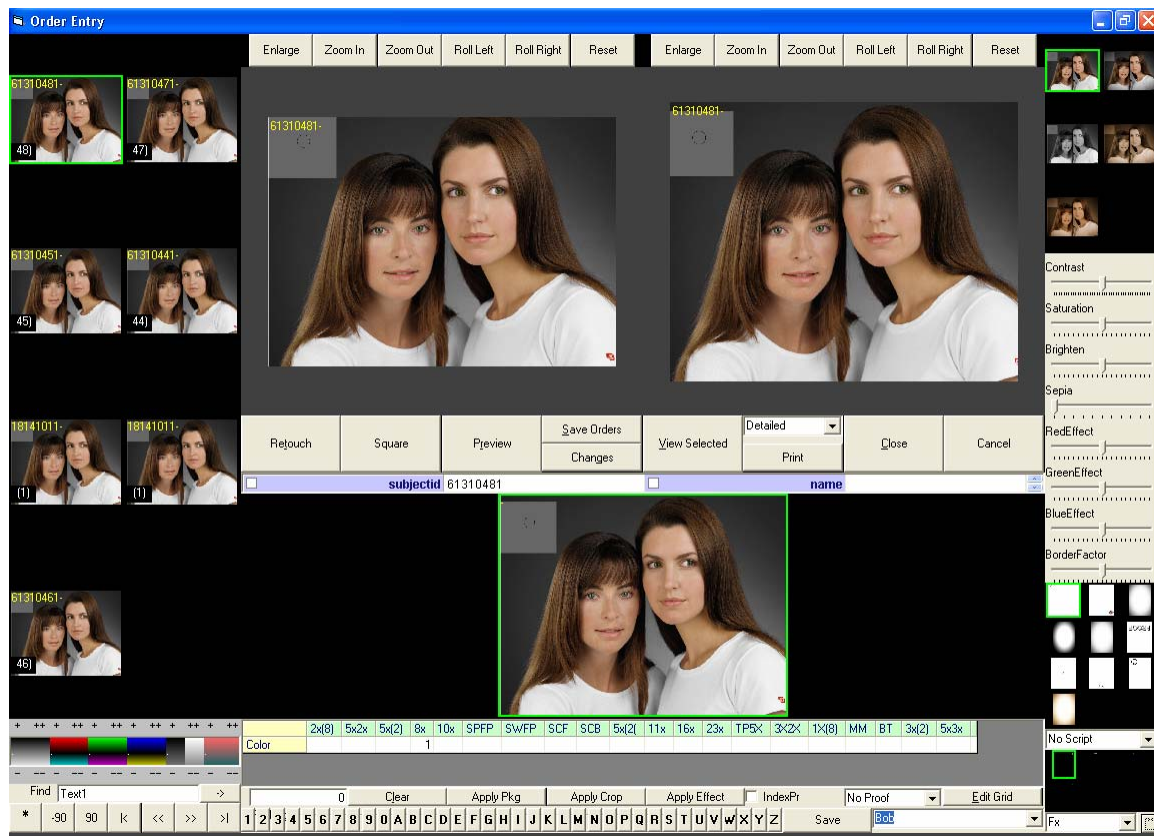 Order Entry
Enlarge Zoom In Zoom Out Roll Left Roll Right Reset Enlarge Zoom In Zoom Out Roll Left Roll Right Reset
61310481- 61310471-
48) 47)
61310481- 61310481-
61310451- 61310441-
45) 44)
18141011- 18141011-
(1) (1)
61310461-
46)
Contrast
Saturation
Brighten
Sepia
RedEffect
GreenEffect
BlueEffect
BorderFactor
Retouch Square Preview Save Orders Changes View Selected Detailed Print Close Cancel
subjectid 61310481 name
2x(8) 5x2x 5x(2) 8x 10x SPFP SWFP SCF SCB 5x(2( 11x 16x 23x TP5X 3X2X 1X(8) MM BT 3x(2) 5x3x
Color 1
No Script
+ ++ + ++ + ++ + ++ + ++ + ++
- -- - -- - -- - -- - -- - --
Find Text1 ->
0 Clear Apply Pkg Apply Crop Apply Effect IndexPr No Proof Edit Grid
* -90 90 |< << >> >|
1 2 3 4 5 6 7 8 9 0 A B C D E F G H I J K L M N O P Q R S T U V W X Y Z Save Bob
Fx